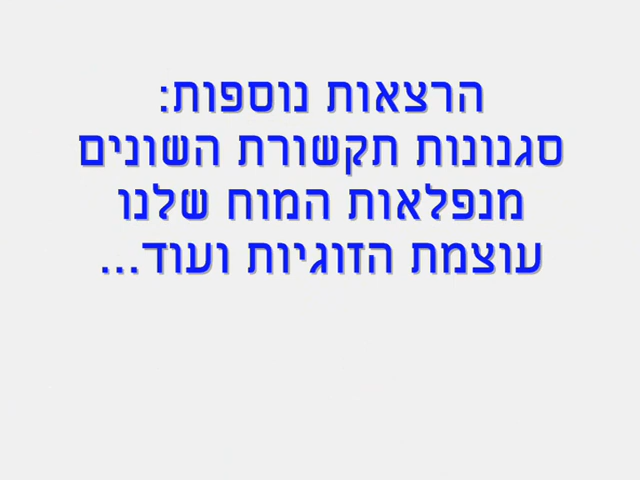 הרצאות נוספות:
סגנונות תקשורת השונים
מנפלאות המוח שלנו
עוצמת הזוגיות ועוד...